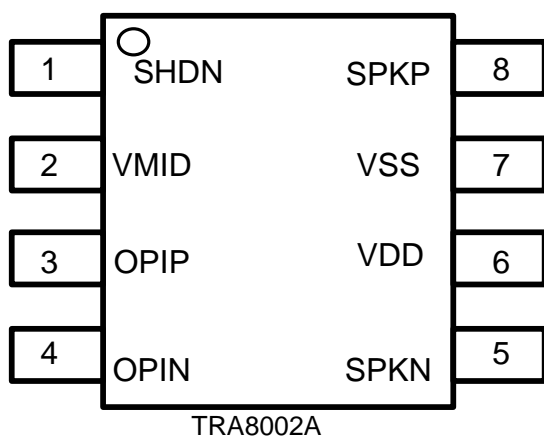 1 SHDN SPKP 8
2 VMID VSS 7
3 OPIP VDD 6
4 OPIN SPKN 5
TRA8002A